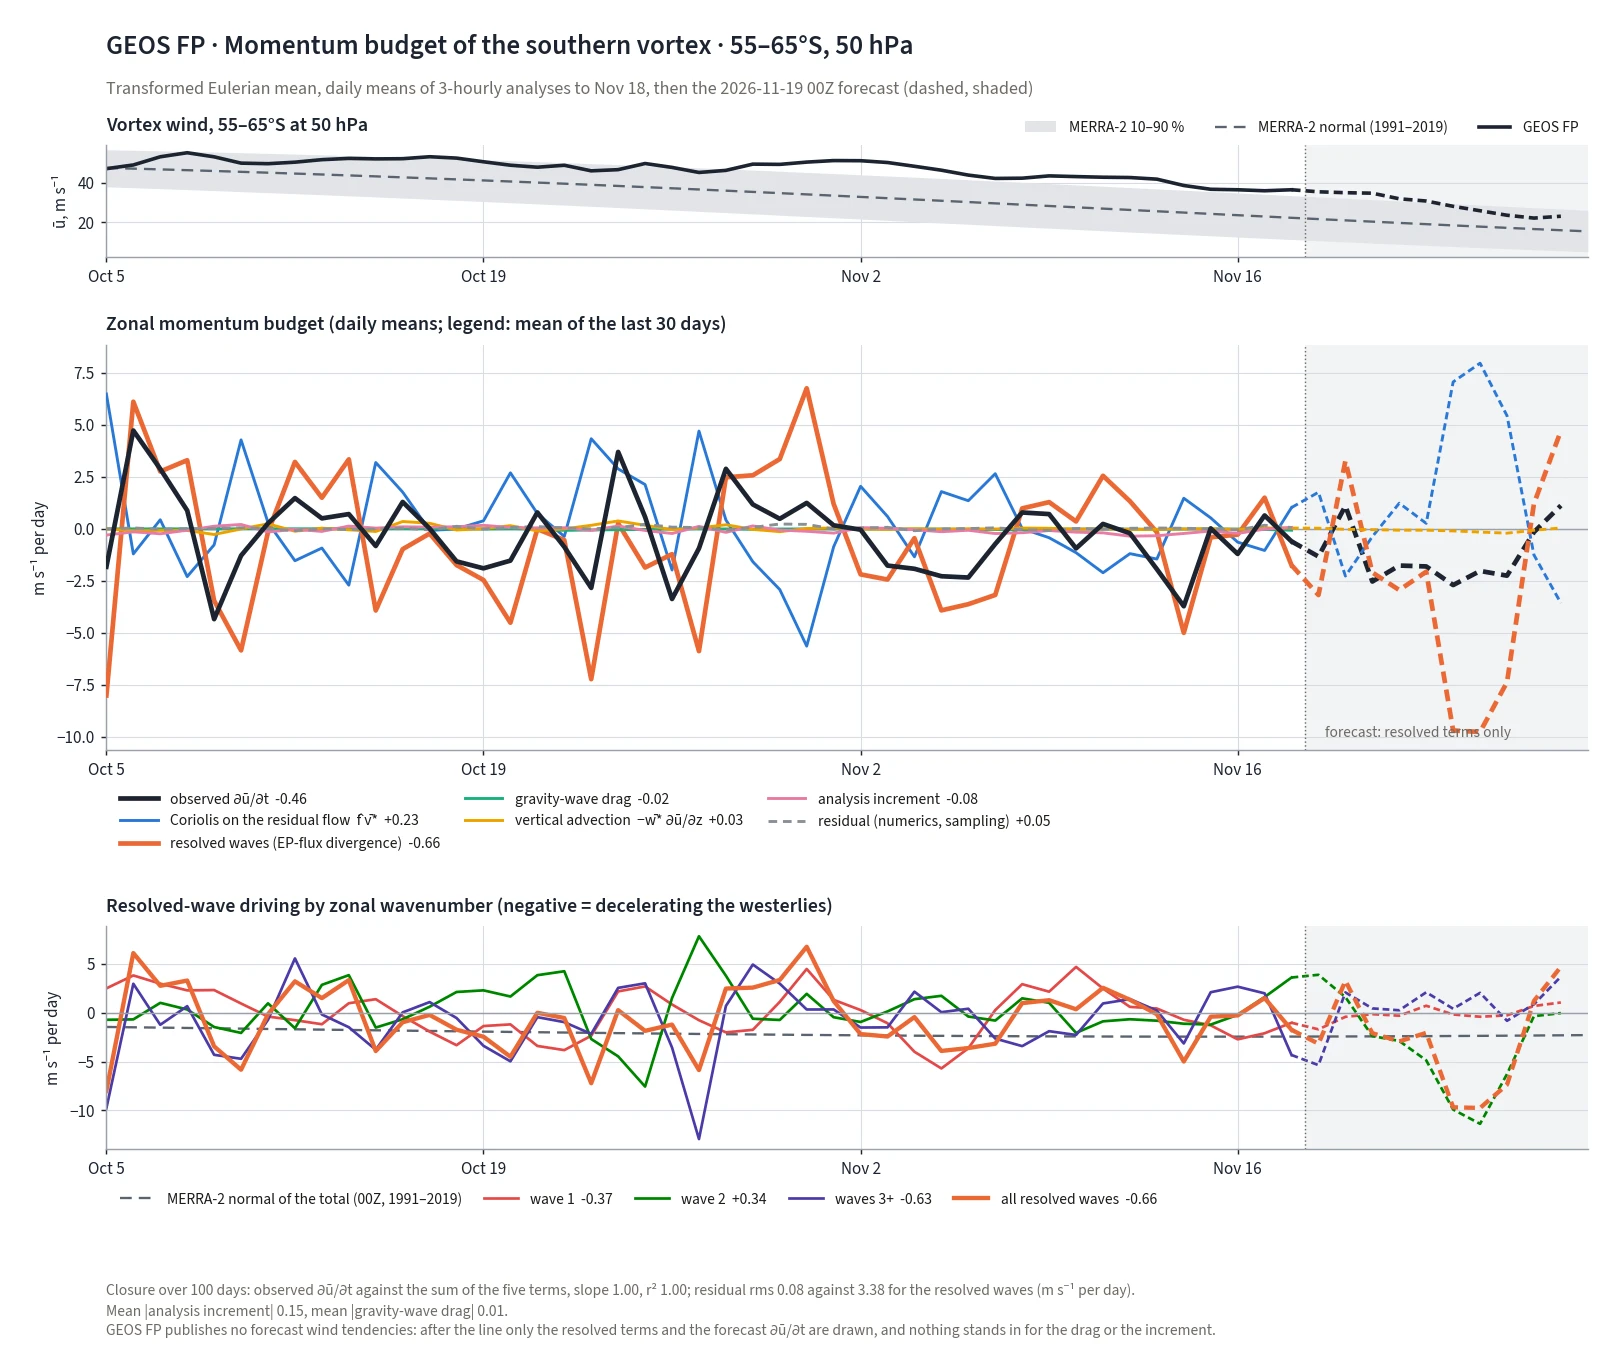 GEOS FP · Momentum budget of the southern vortex · 55–65°S, 50 hPa
Transformed Eulerian mean, daily means of 3-hourly analyses to Nov 18, then the 2026-11-19 00Z forecast (dashed, shaded)
Vortex wind, 55–65°S at 50 hPa
MERRA-2 10–90 %
MERRA-2 normal (1991–2019)
GEOS FP
ū, m s⁻¹
40
20
Oct 5
Oct 19
Nov 2
Nov 16
Zonal momentum budget (daily means; legend: mean of the last 30 days)
m s⁻¹ per day
7.5
5.0
2.5
0.0
−2.5
−5.0
−7.5
−10.0
forecast: resolved terms only
Oct 5
Oct 19
Nov 2
Nov 16
observed ∂ū/∂t -0.46
gravity-wave drag -0.02
analysis increment -0.08
Coriolis on the residual flow f v̄* +0.23
vertical advection −w̄* ∂ū/∂z +0.03
residual (numerics, sampling) +0.05
resolved waves (EP-flux divergence) -0.66
Resolved-wave driving by zonal wavenumber (negative = decelerating the westerlies)
m s⁻¹ per day
5
0
−5
−10
Oct 5
Oct 19
Nov 2
Nov 16
MERRA-2 normal of the total (00Z, 1991–2019)
wave 1 -0.37
wave 2 +0.34
waves 3+ -0.63
all resolved waves -0.66
Closure over 100 days: observed ∂ū/∂t against the sum of the five terms, slope 1.00, r² 1.00; residual rms 0.08 against 3.38 for the resolved waves (m s⁻¹ per day).
Mean |analysis increment| 0.15, mean |gravity-wave drag| 0.01.
GEOS FP publishes no forecast wind tendencies: after the line only the resolved terms and the forecast ∂ū/∂t are drawn, and nothing stands in for the drag or the increment.